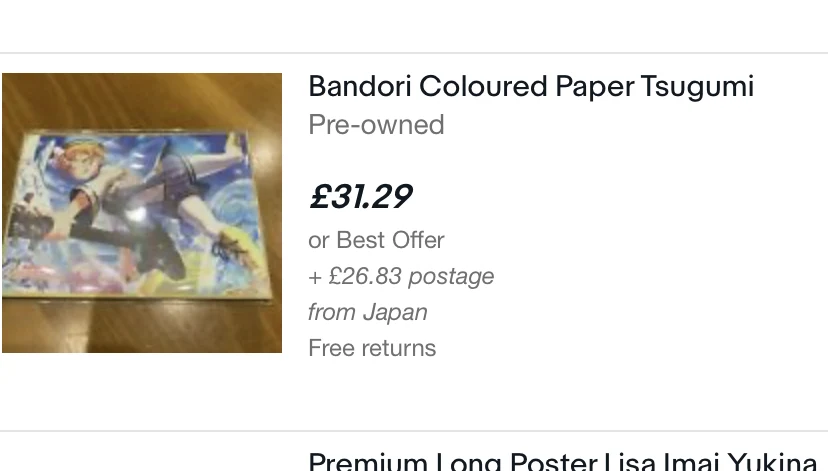 Bandori Coloured Paper Tsugumi
Pre-owned
£31.29
or Best Offer
+ £26.83 postage
from Japan
Free returns
Premium Long Poster Lisa Imai Yukina